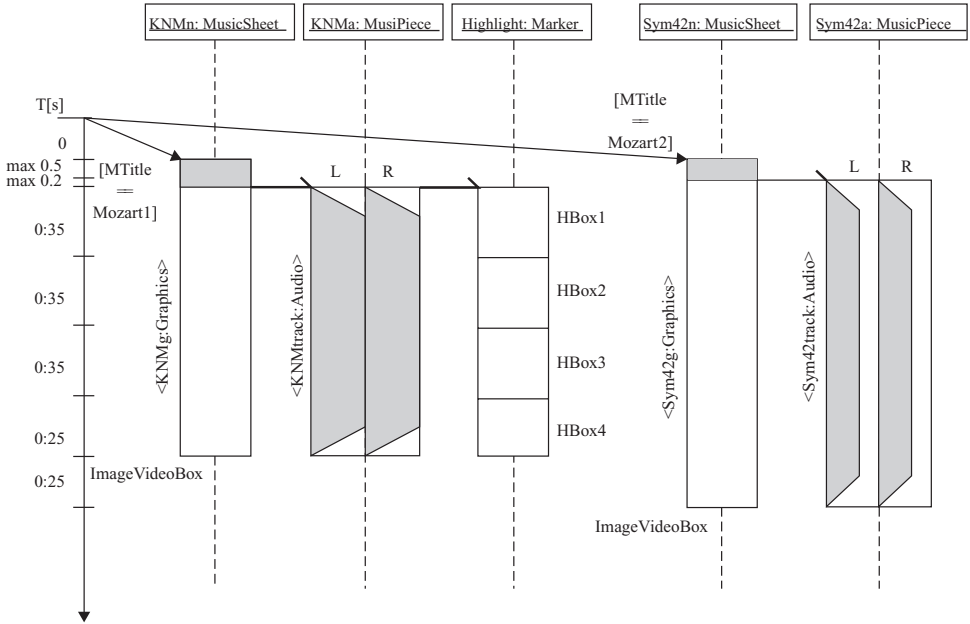 KNMn: MusicSheet
KNMa: MusiPiece
Highlight: Marker
Sym42n: MusicSheet
Sym42a: MusicPiece
T[s]
0
max 0.5
max 0.2
0:35
0:35
0:35
0:25
0:25
[MTitle
==
Mozart1]
[MTitle
==
Mozart2]
L
R
L
R
<KNMg:Graphics>
<KNMtrack:Audio>
HBox1
HBox2
HBox3
HBox4
<Sym42g:Graphics>
<Sym42track:Audio>
ImageVideoBox
ImageVideoBox